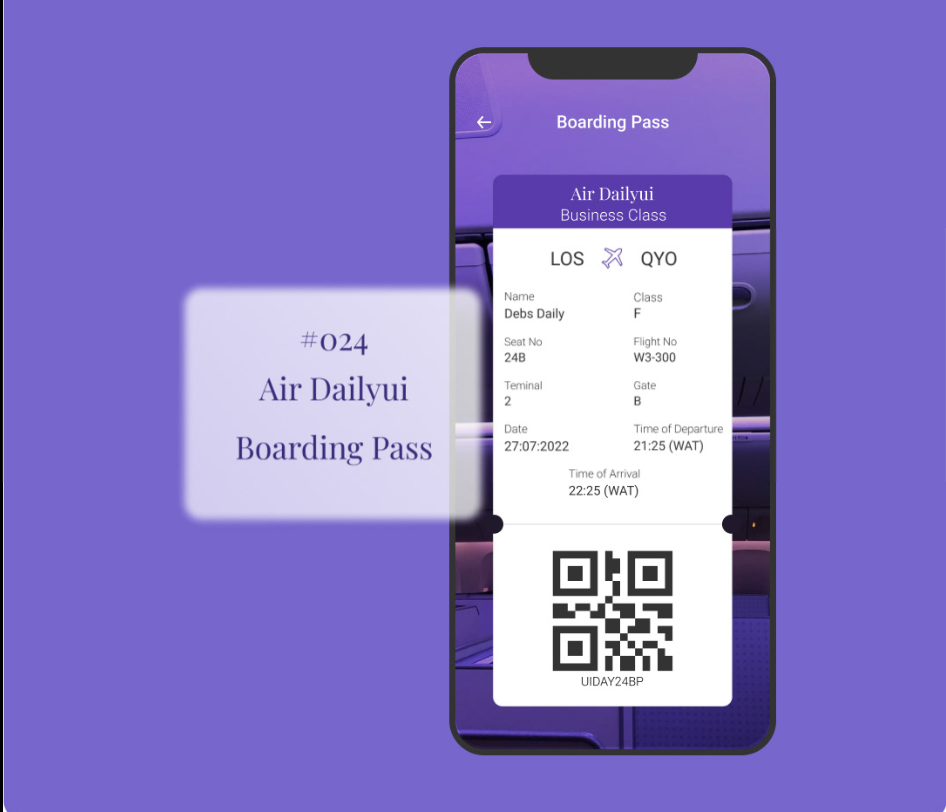 #024
Air Dailyui
Boarding Pass
Boarding Pass
Air Dailyui
Business Class
LOS QYO
Name Class
Debs Daily F
Seat No Flight No
24B W3-300
Teminal Gate
2 B
Date Time of Departure
27:07:2022 21:25 (WAT)
Time of Arrival
22:25 (WAT)
UIDAY24BP